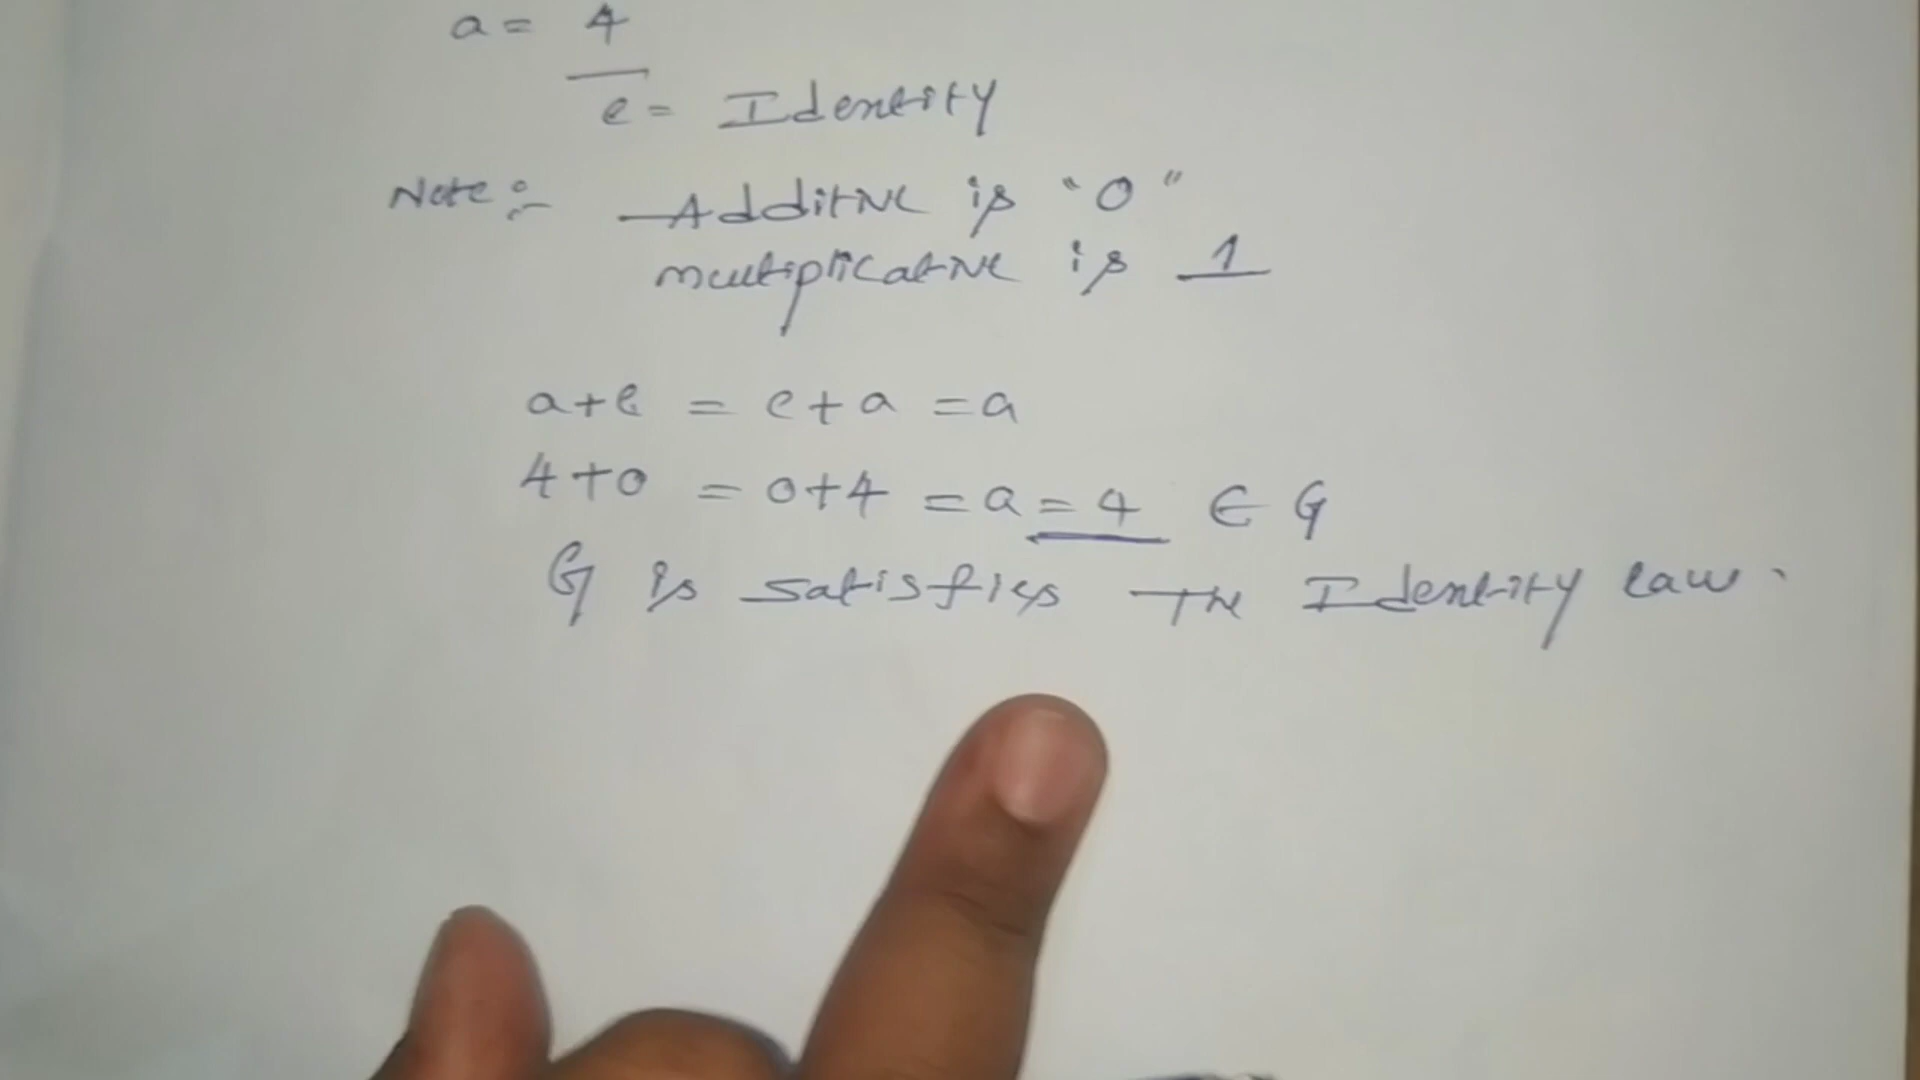 a = 4
e = Identity
Note :- Additive is "0"
multiplicative is 1
a+e = e+a = a
4+0 = 0+4 = a = 4 ∈ G
G is satisfies The Identity law.